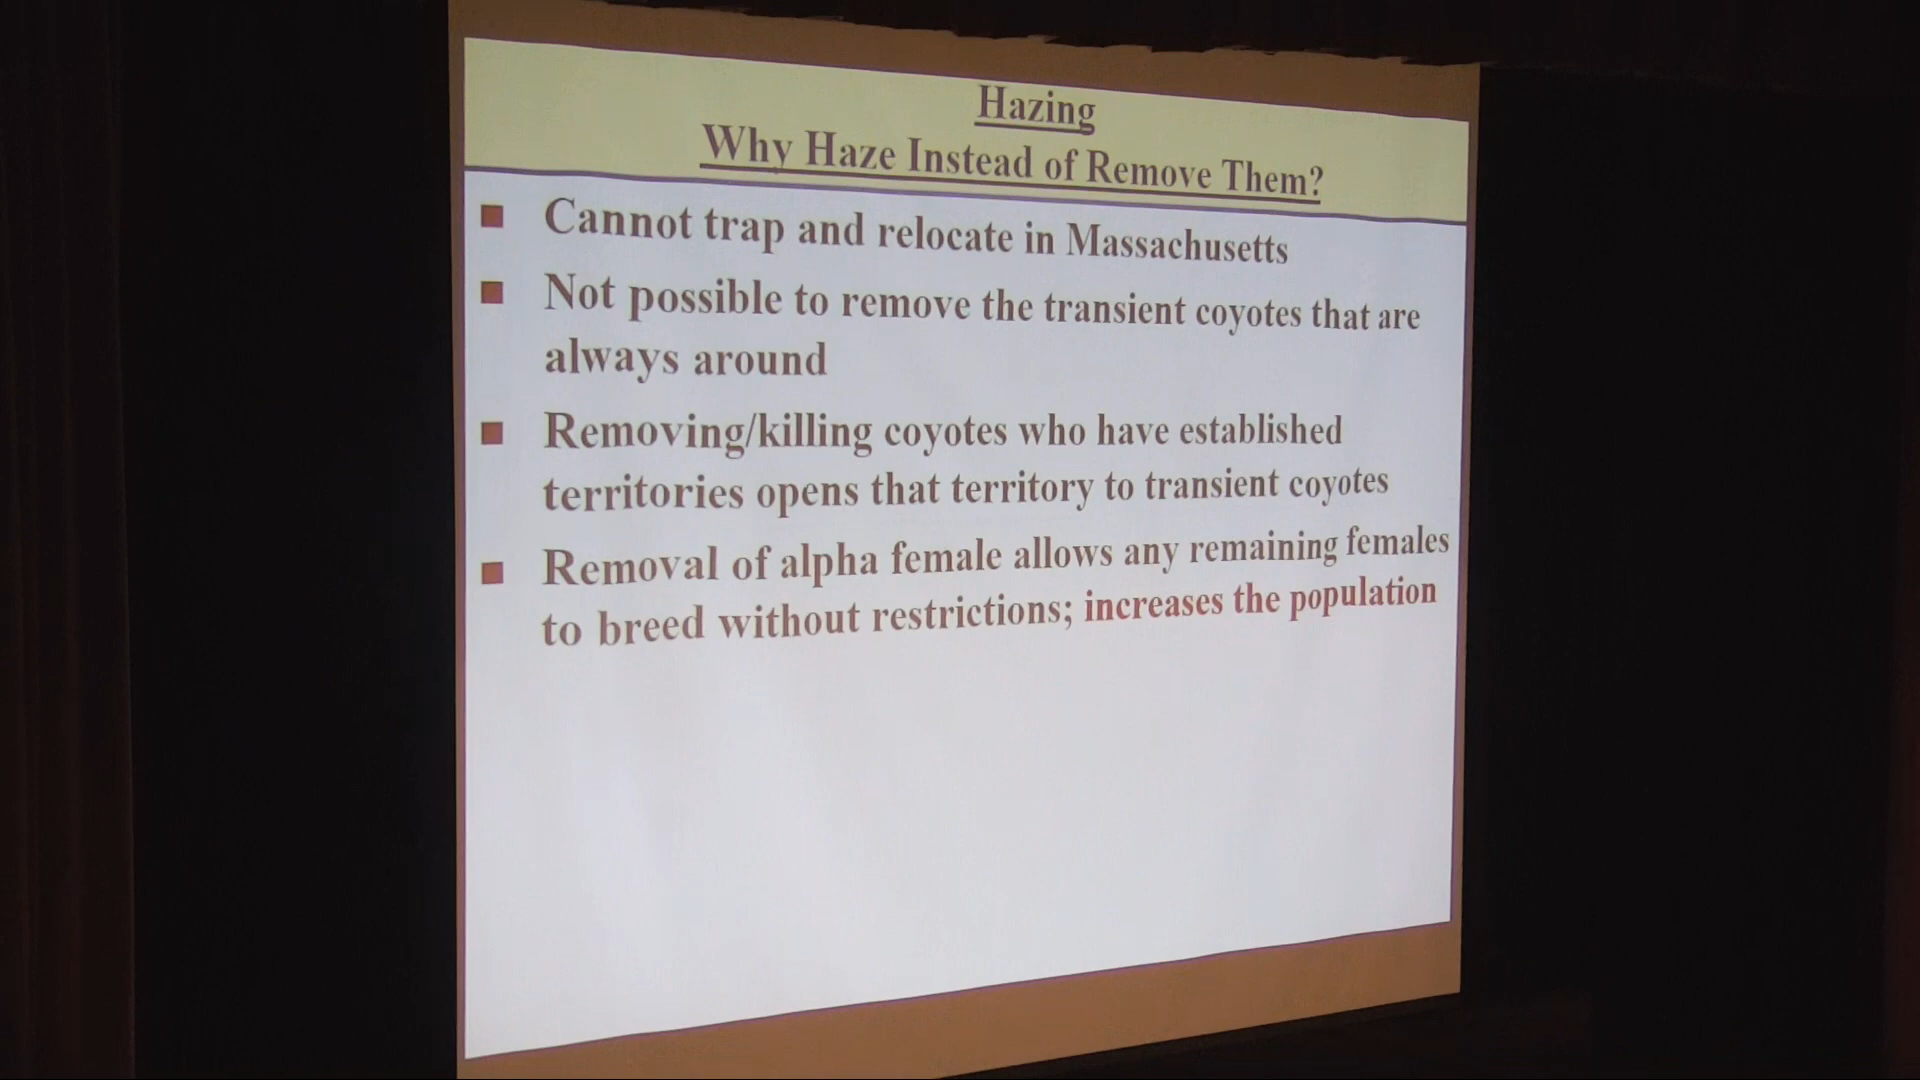 Hazing
Why Haze Instead of Remove Them?
Cannot trap and relocate in Massachusetts
Not possible to remove the transient coyotes that are
always around
Removing/killing coyotes who have established
territories opens that territory to transient coyotes
Removal of alpha female allows any remaining females
to breed without restrictions; increases the population